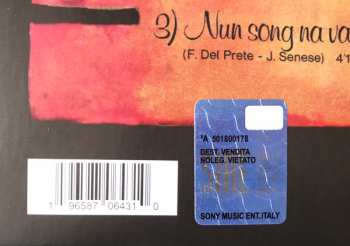 3) Nun song na va
(F. Del Prete - J. Senese) 4'1
°A 501800178
DEST. VENDITA
NOLEG. VIETATO
SONY MUSIC ENT.ITALY
1 96587 06431 0